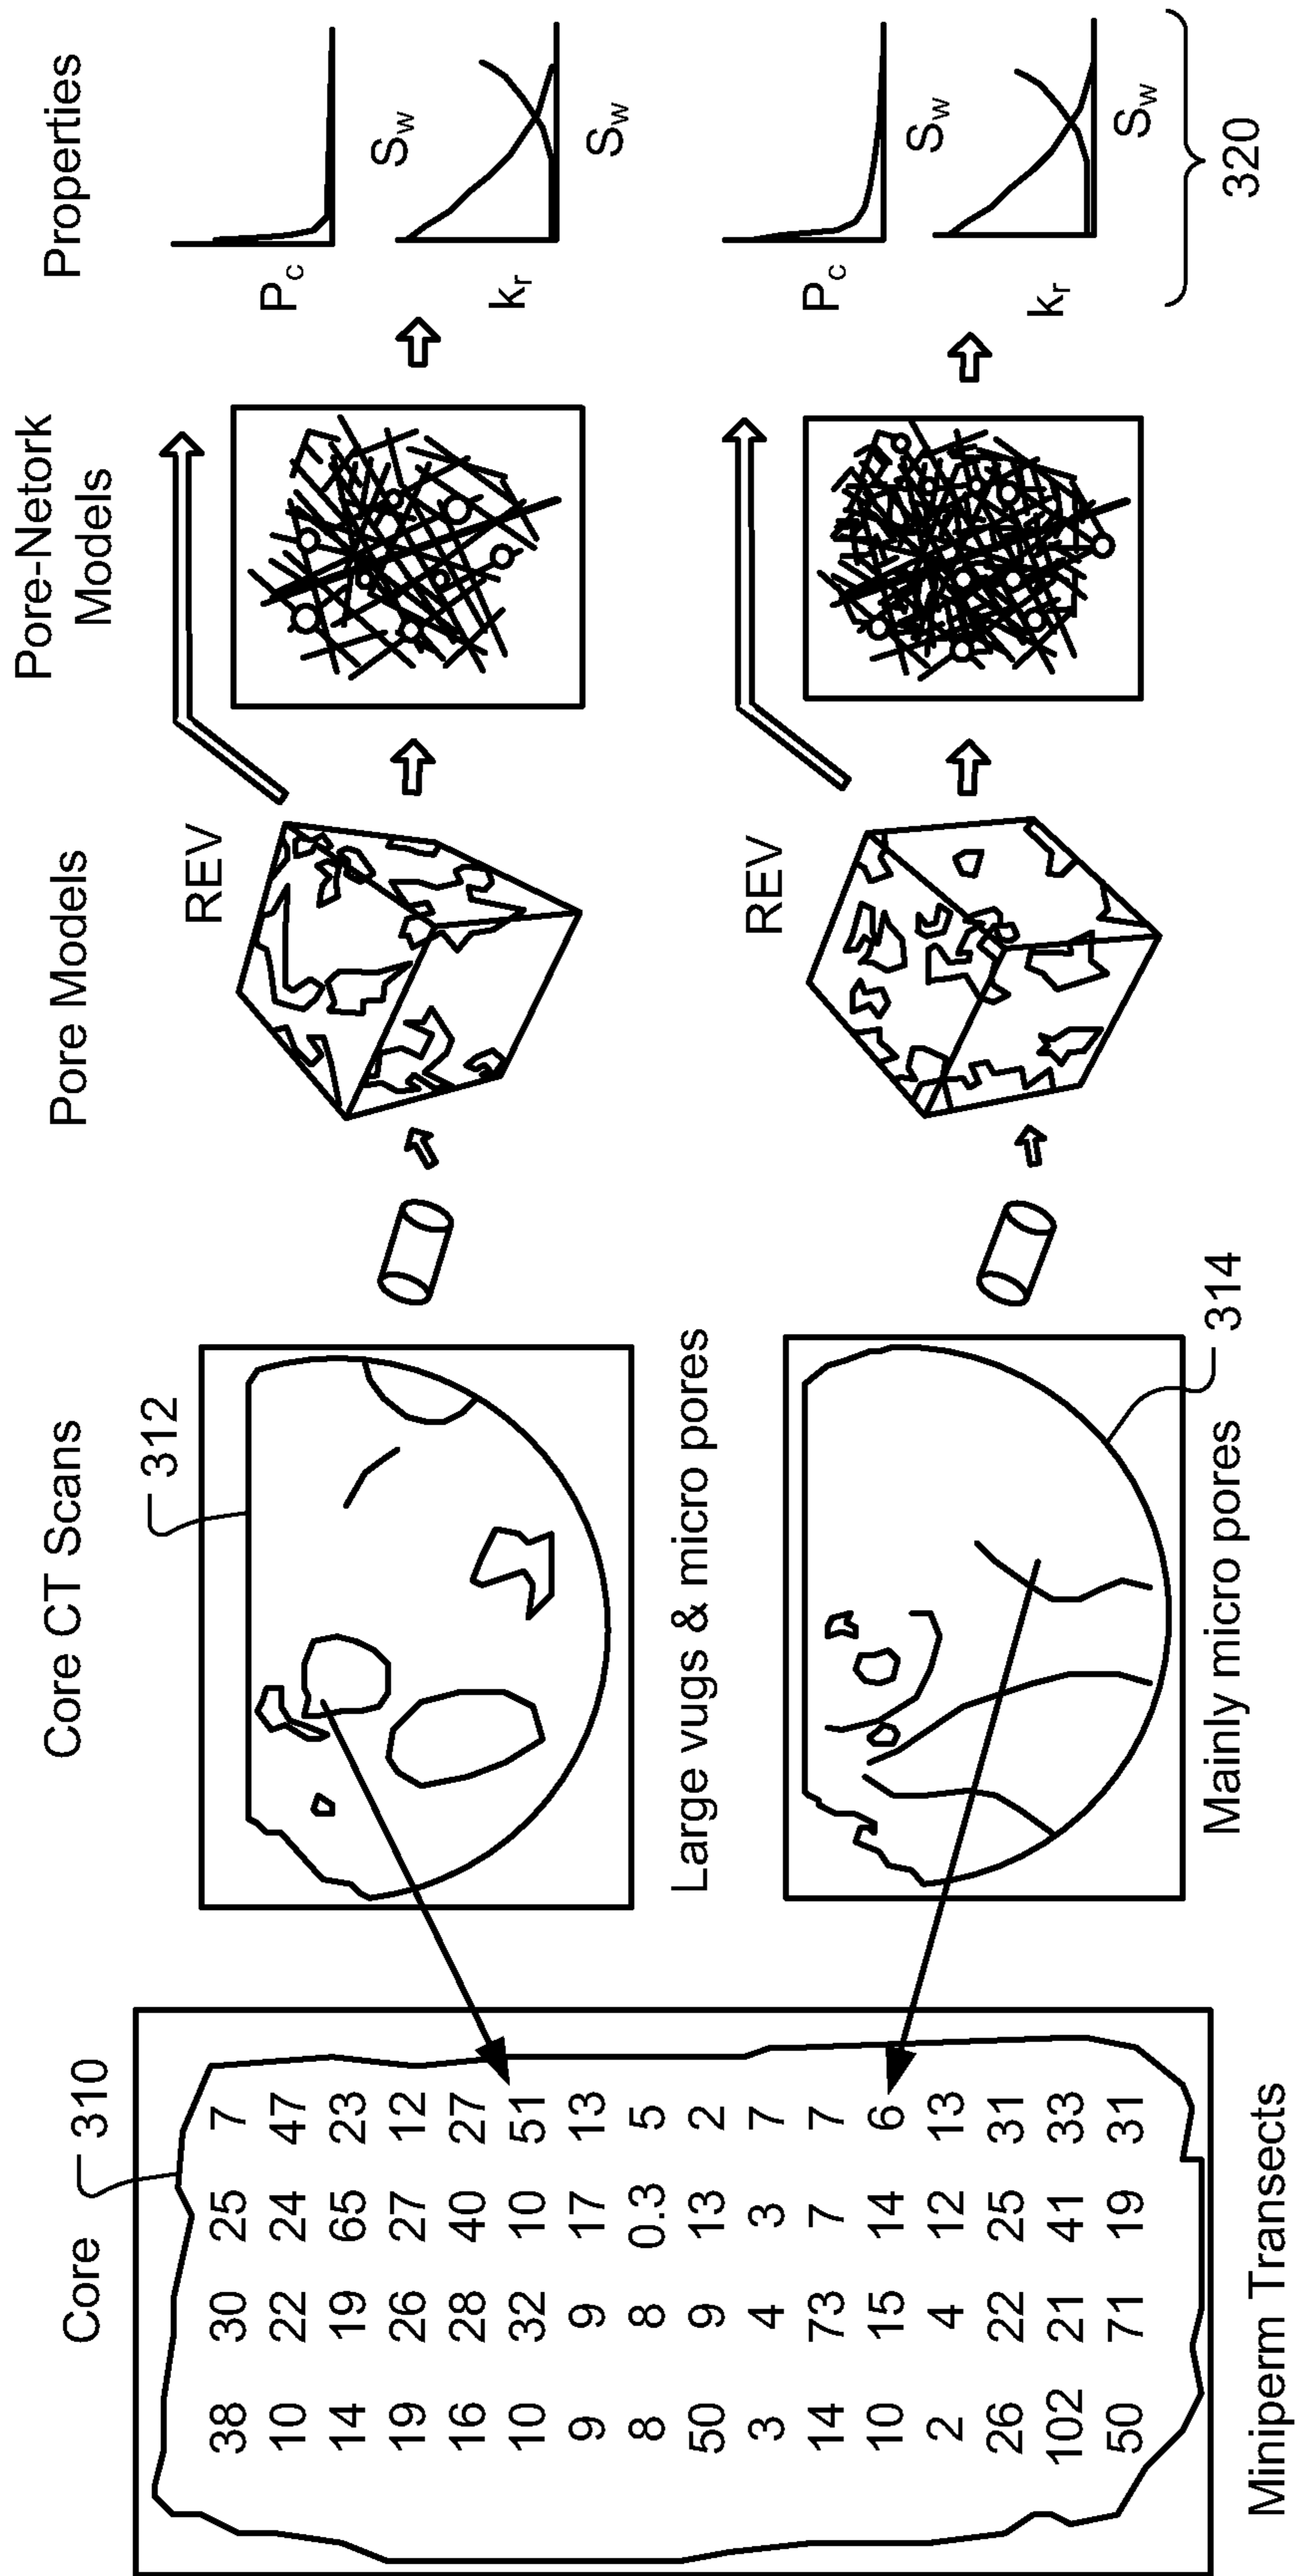 Core 310
38 30 25 7
10 22 24 47
14 19 65 23
19 26 27 12
16 28 40 27
10 32 10 51
9 9 17 13
8 8 0.3 5
50 9 13 2
3 4 3 7
14 73 7 7
10 15 14 6
2 4 12 13
26 22 25 31
102 21 41 33
50 71 19 31
Miniperm Transects
Core CT Scans
312
Large vugs & micro pores
314
Mainly micro pores
Pore Models
REV
REV
Pore-Netork
Models
Properties
Pc
Sw
kr
Sw
Pc
Sw
kr
Sw
320